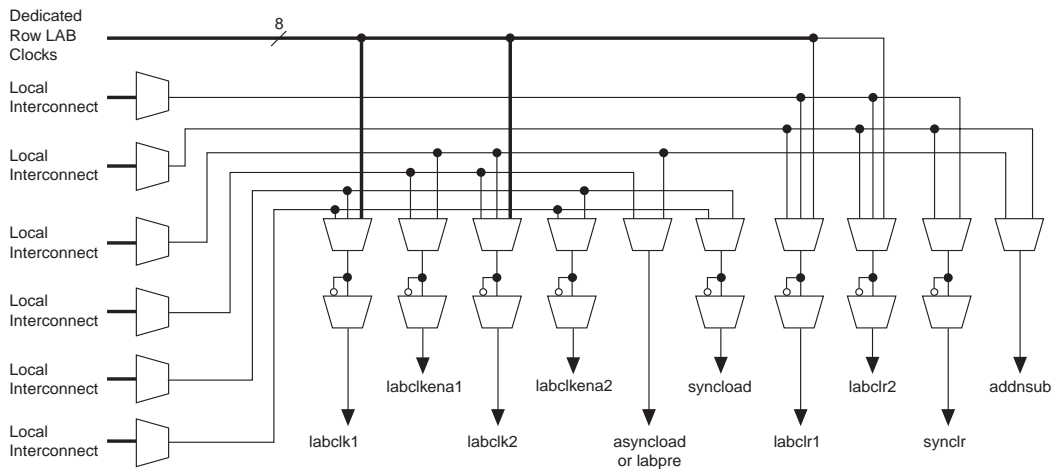 Dedicated
Row LAB
Clocks
8
Local
Interconnect
Local
Interconnect
Local
Interconnect
Local
Interconnect
Local
Interconnect
Local
Interconnect
labclkena1
labclkena2
syncload
labclr2
addnsub
labclk1
labclk2
asyncload
or labpre
labclr1
synclr